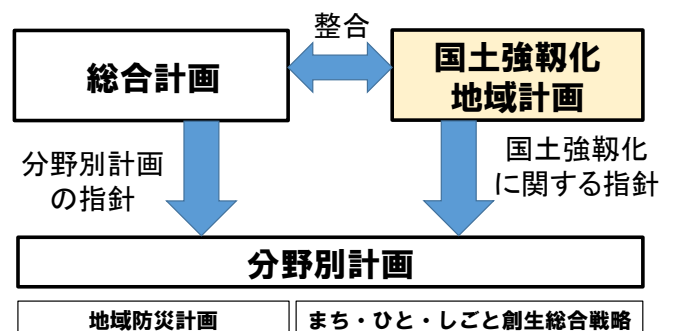 整合
総合計画
国土強靱化
地域計画
分野別計画
の指針
国土強靱化
に関する指針
分野別計画
地域防災計画
まち・ひと・しごと創生総合戦略